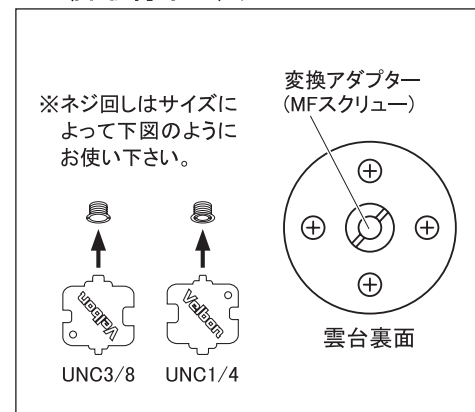 ※ネジ回しはサイズに
よって下図のように
お使い下さい。
変換アダプター
(MFスクリュー)
Velbon
Velbon
UNC3/8
UNC1/4
雲台裏面